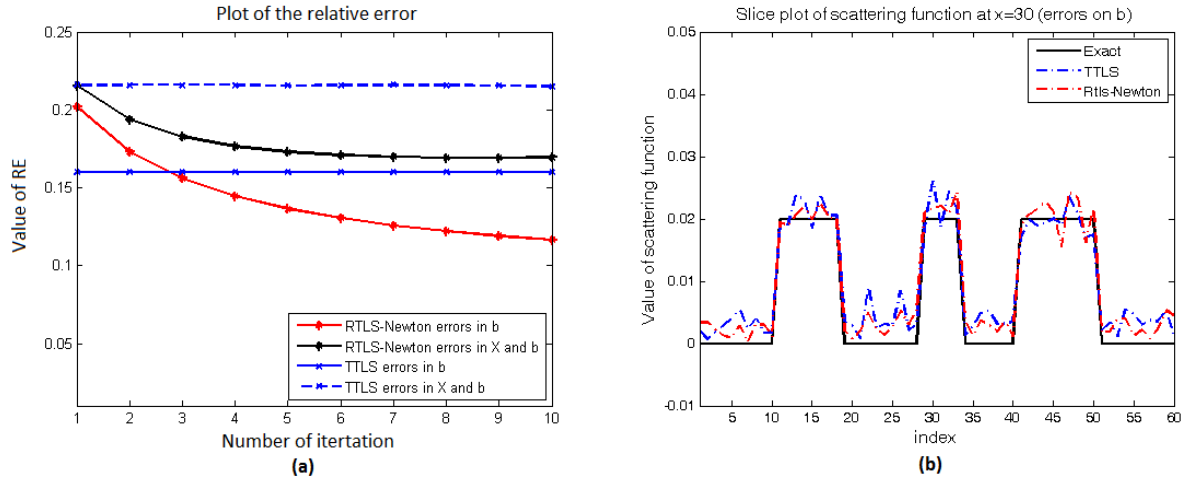 Plot of the relative error
0.25
0.2
0.15
0.1
0.05
Value of RE
RTLS-Newton errors in b
RTLS-Newton errors in X and b
TTLS errors in b
TTLS errors in X and b
1 2 3 4 5 6 7 8 9 10
Number of itertation
(a)
Slice plot of scattering function at x=30 (errors on b)
0.05
0.04
0.03
0.02
0.01
0
-0.01
Value of scattering function
Exact
TTLS
Rtls-Newton
5 10 15 20 25 30 35 40 45 50 55 60
index
(b)